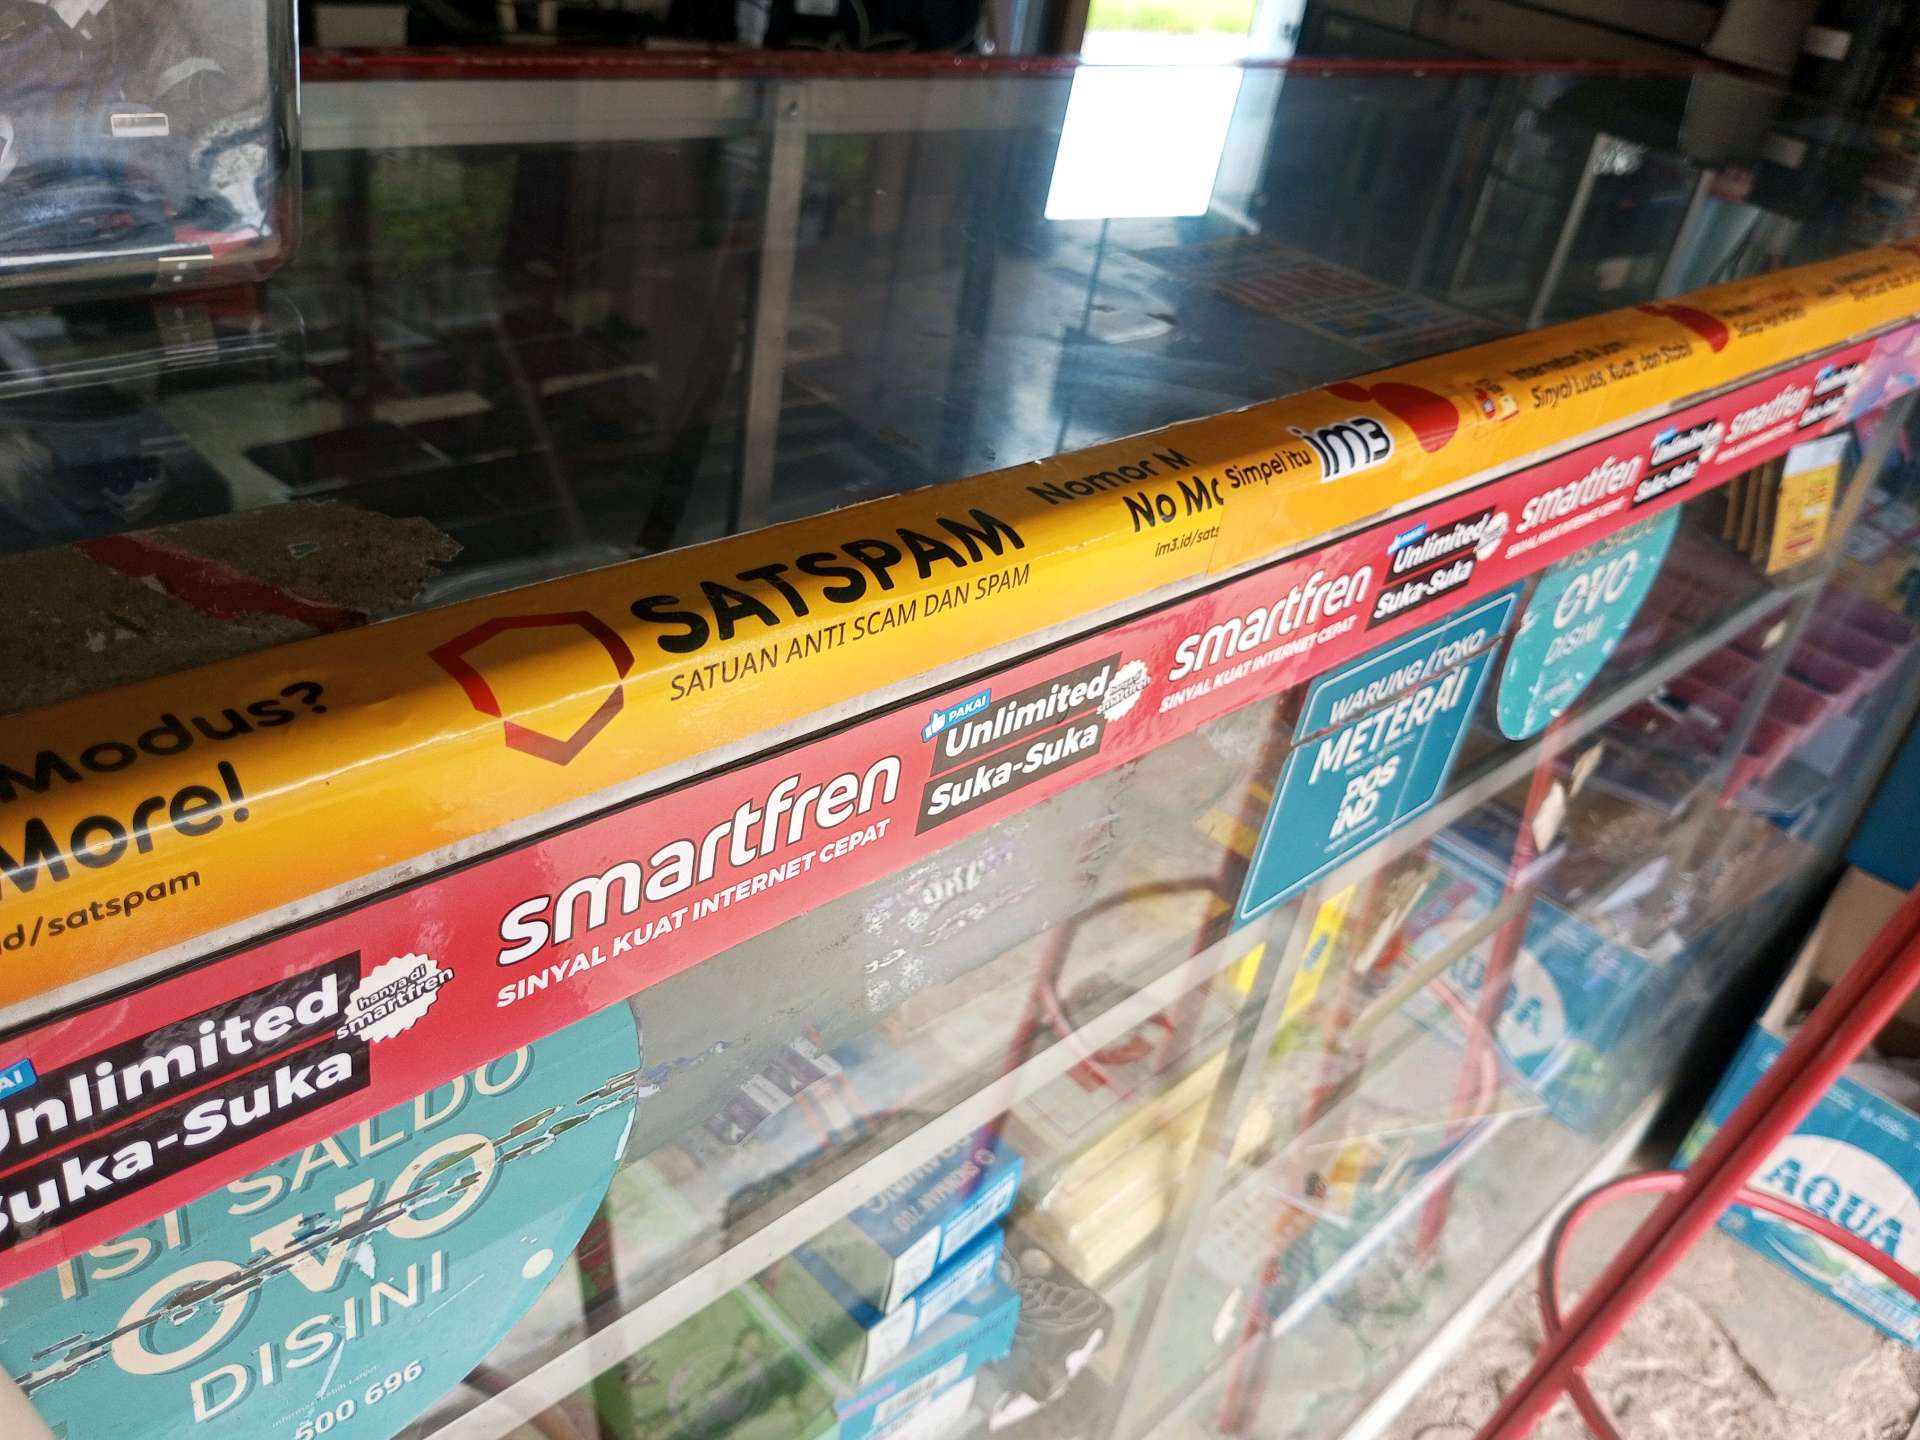 Modus?
More!
d/satspam
SATSPAM
SATUAN ANTI SCAM DAN SPAM
Nomor M
No Mo
im3.id/sats
Simpel itu im3
Sinyal Luas, Kuat dan Stabil
AI
Unlimited
Suka-Suka
hanya di
smartfren
smartfren
SINYAL KUAT INTERNET CEPAT
PAKAI
Unlimited
Suka-Suka
smartfren
SINYAL KUAT INTERNET CEPAT
PAKAI
Unlimited
Suka-Suka
smartfren
SINYAL KUAT INTERNET CEPAT
Unlimited
Suka-Suka
smartfren
ISI SALDO
OVO
DISINI
500 696
WARUNG/TOKO
METERAI
POS
IND
OVO
DISINI
AQUA
AQUA